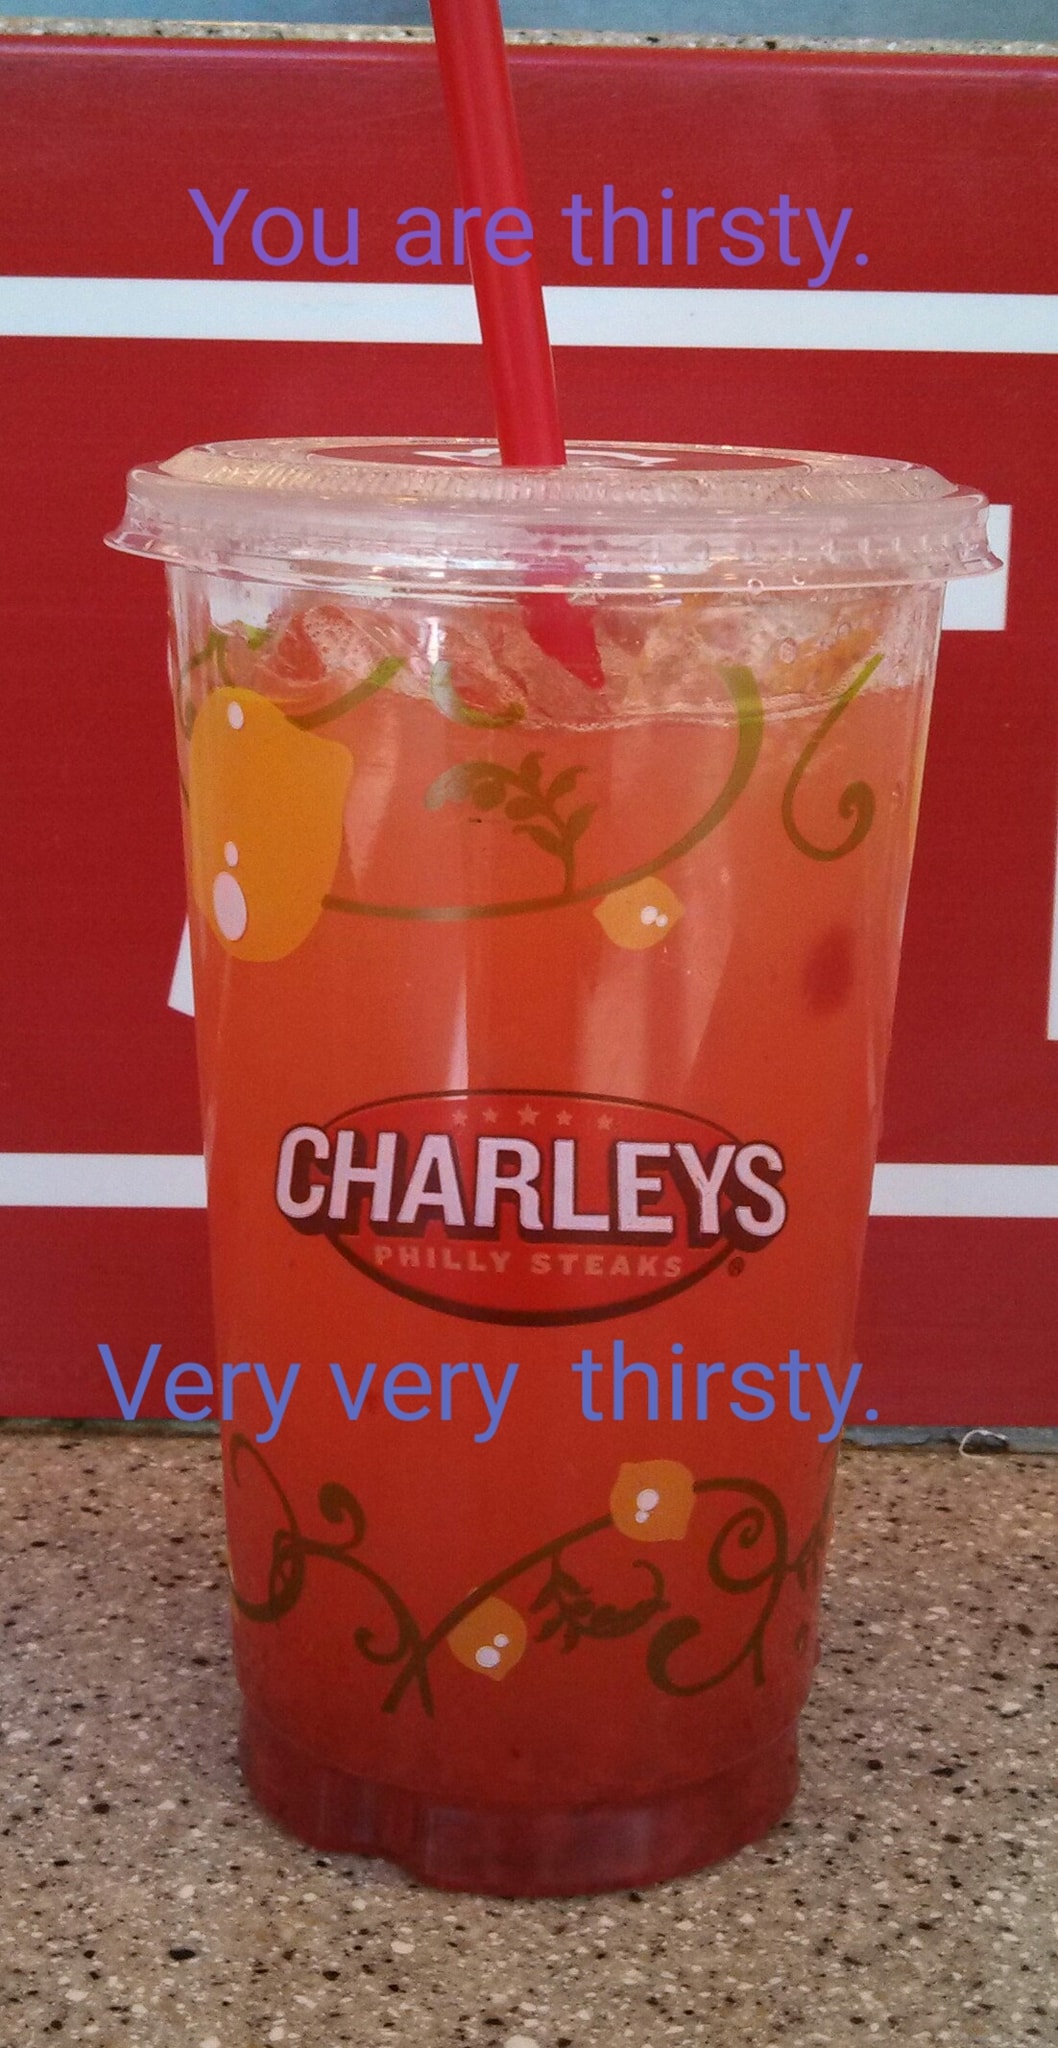 You are thirsty.
CHARLEYS
PHILLY STEAKS
®
Very very  thirsty.